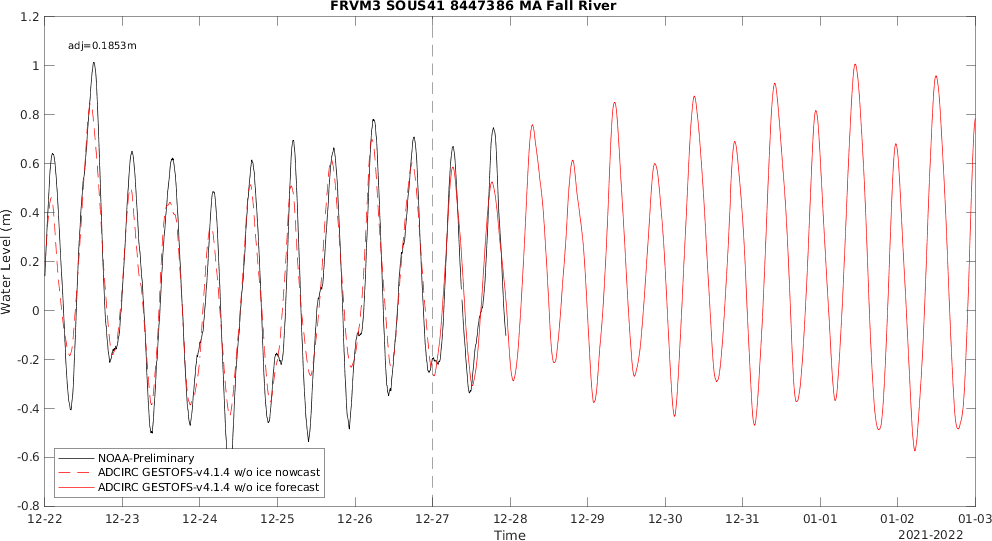 FRVM3 SOUS41 8447386 MA Fall River
adj=0.1853m
1.2
1
0.8
0.6
0.4
0.2
0
-0.2
-0.4
-0.6
-0.8
Water Level (m)
NOAA-Preliminary
ADCIRC GESTOFS-v4.1.4 w/o ice nowcast
ADCIRC GESTOFS-v4.1.4 w/o ice forecast
12-22 12-23 12-24 12-25 12-26 12-27 12-28 12-29 12-30 12-31 01-01 01-02 01-03
Time
2021-2022